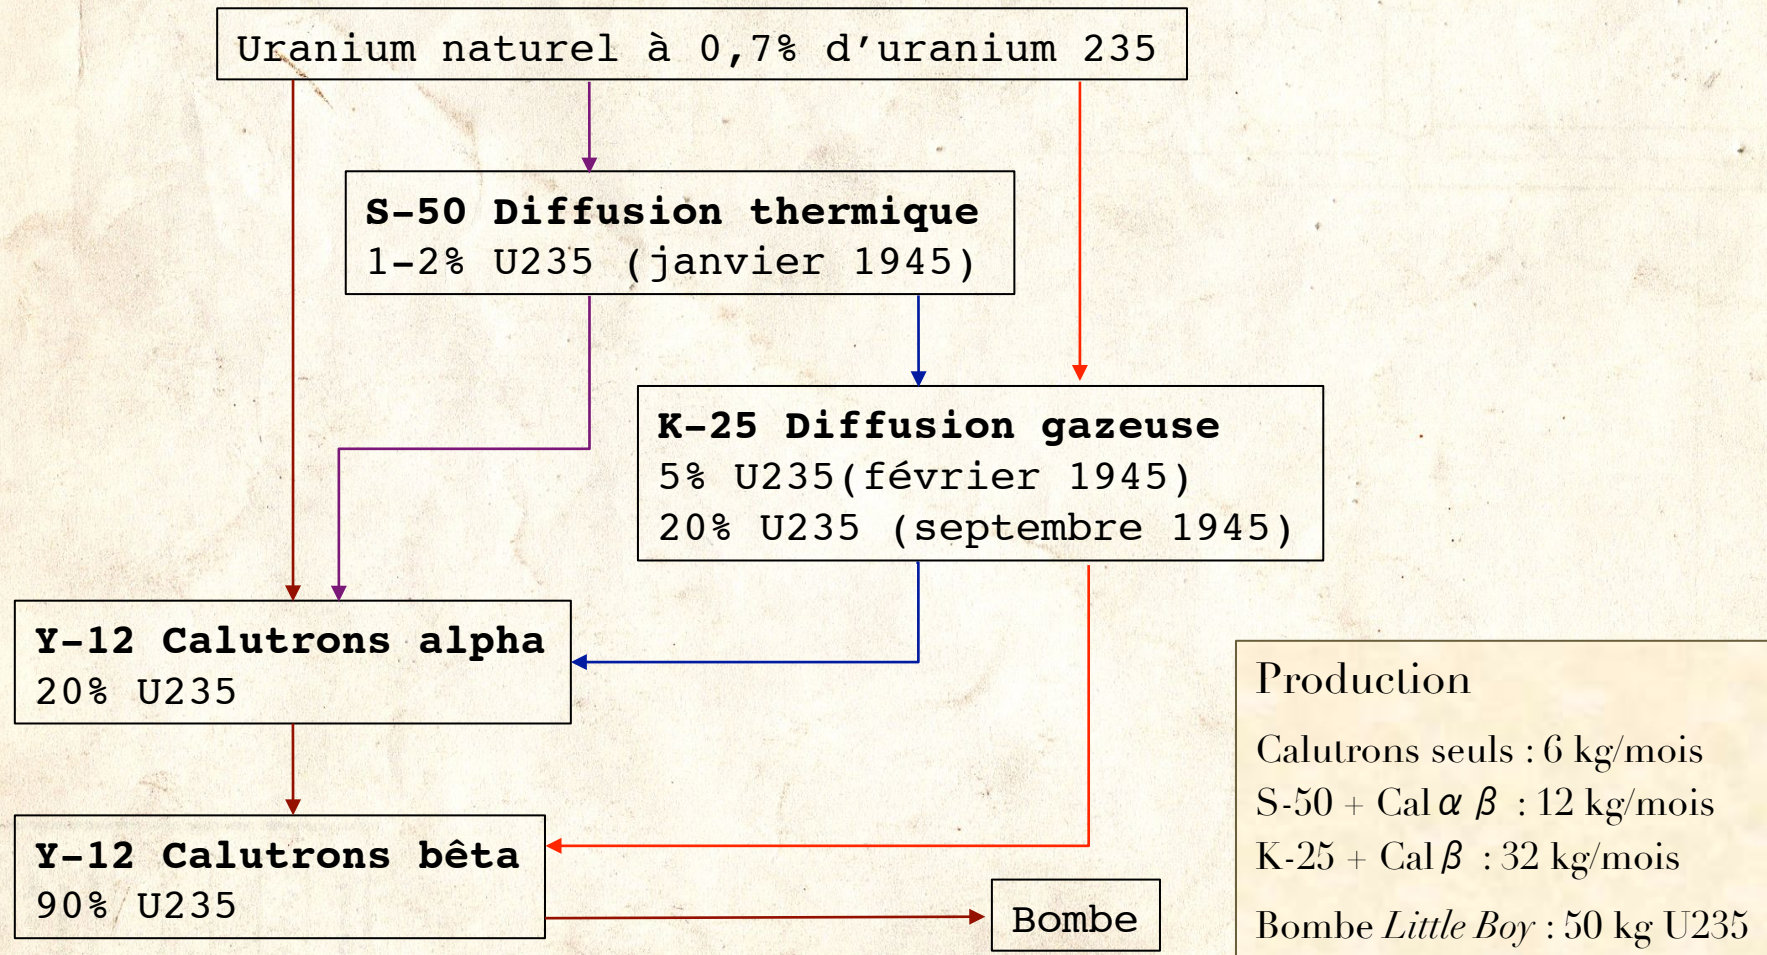 Uranium naturel à 0,7% d’uranium 235
S-50 Diffusion thermique
1-2% U235 (janvier 1945)
K-25 Diffusion gazeuse
5% U235(février 1945)
20% U235 (septembre 1945)
Y-12 Calutrons alpha
20% U235
Y-12 Calutrons bêta
90% U235
Bombe
Production
Calutrons seuls : 6 kg/mois
S-50 + Cal α β : 12 kg/mois
K-25 + Cal β : 32 kg/mois
Bombe Little Boy : 50 kg U235